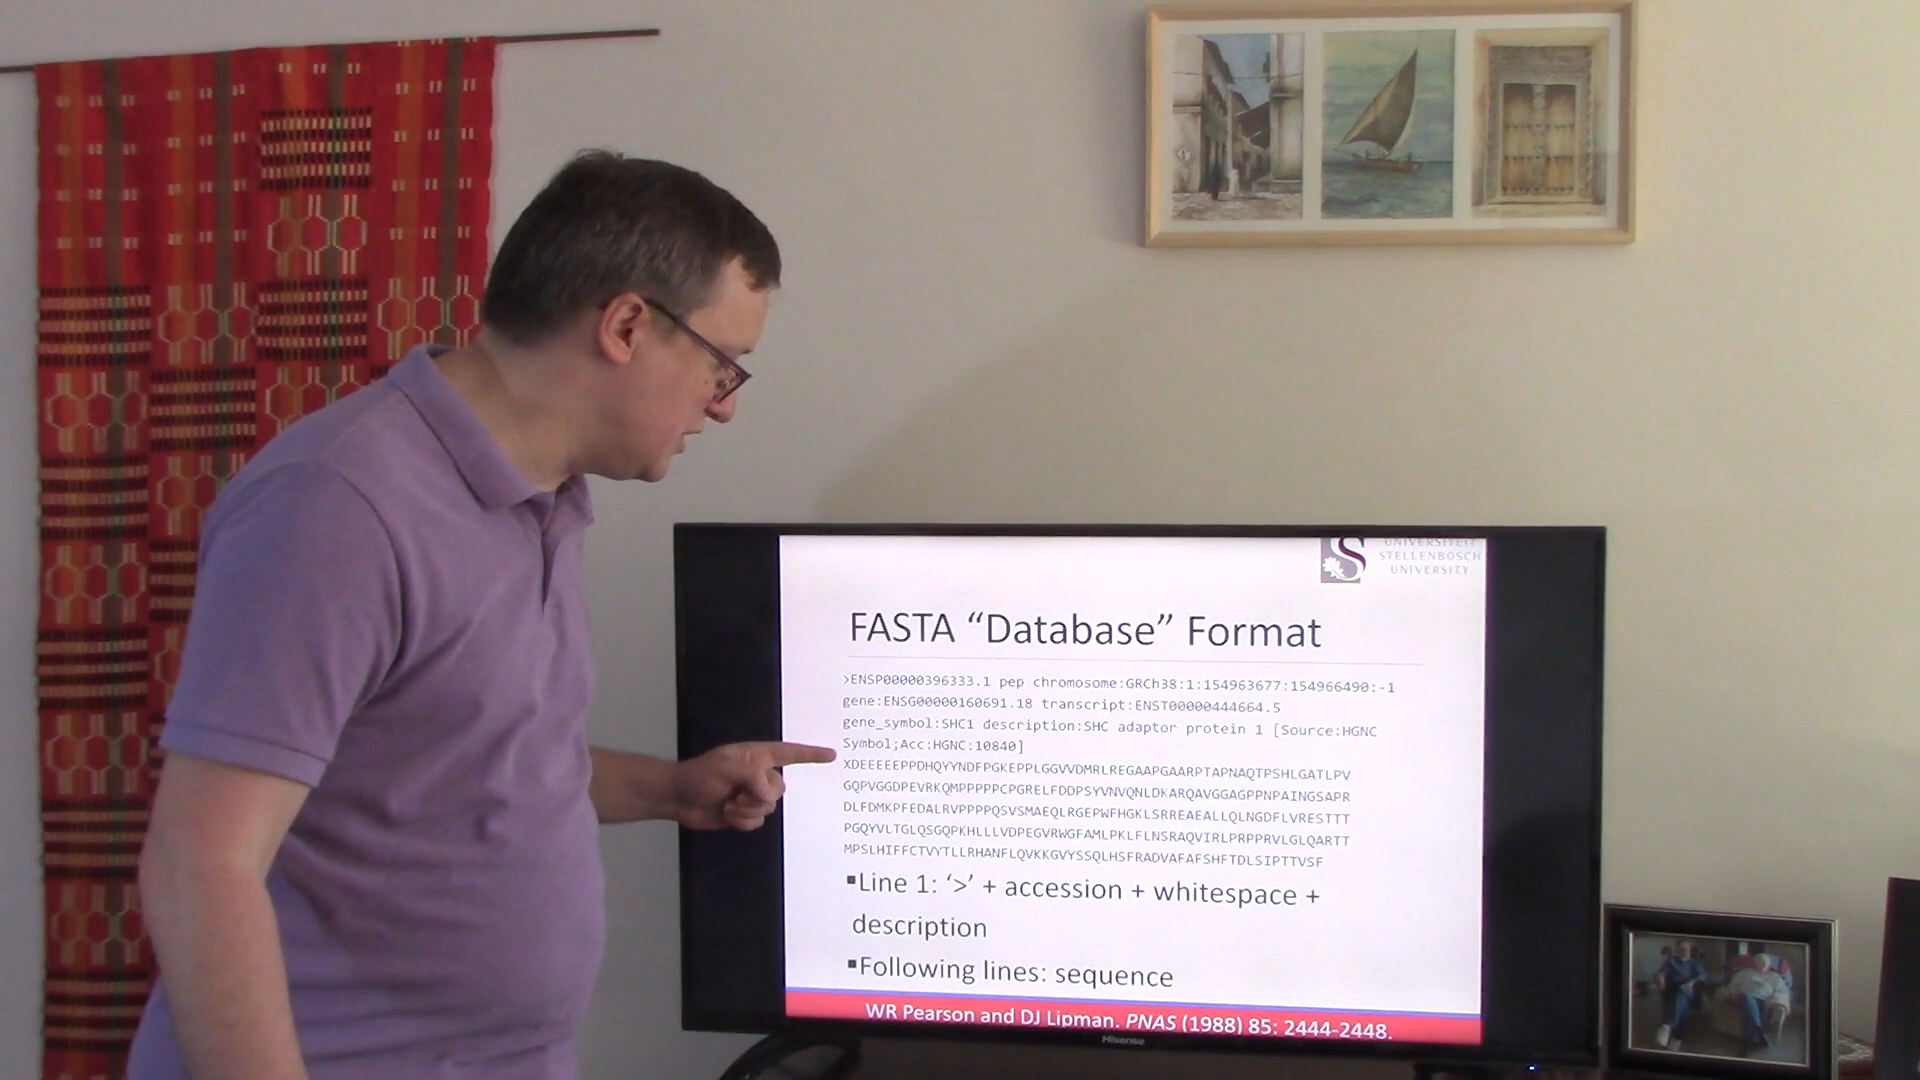 UNIVERSITEIT
STELLENBOSCH
UNIVERSITY
S
FASTA “Database” Format
>ENSP00000396333.1 pep chromosome:GRCh38:1:154963677:154966490:-1
gene:ENSG00000160691.18 transcript:ENST00000444664.5
gene_symbol:SHC1 description:SHC adaptor protein 1 [Source:HGNC
Symbol;Acc:HGNC:10840]
XDEEEEEPPDHQYYNDFPGKEPPLGGVVDMRLREGAAPGAARPTAPNAQTPSHLGATLPV
GQPVGGDPEVRKQMPPPPPCPGRELFDDPSYVNVQNLDKARQAVGGAGPPNPAINGSAPR
DLFDMKPFEDALRVPPPPQSVSMAEQLRGEPWFHGKLSRREAEALLQLNGDFLVRESTTT
PGQYVLTGLQSGQPKHLLLVDPEGVRWGFAMLPKLFLNSRAQVIRLPRPPRVLGLQARTT
MPSLHIFFCTVYTLLRHANFLQVKKGVYSSQLHSFRADVAFAFSHFTDLSIPTTVSF
▪Line 1: ‘>’ + accession + whitespace +
description
▪Following lines: sequence
WR Pearson and DJ Lipman. PNAS (1988) 85: 2444-2448.
Hisense